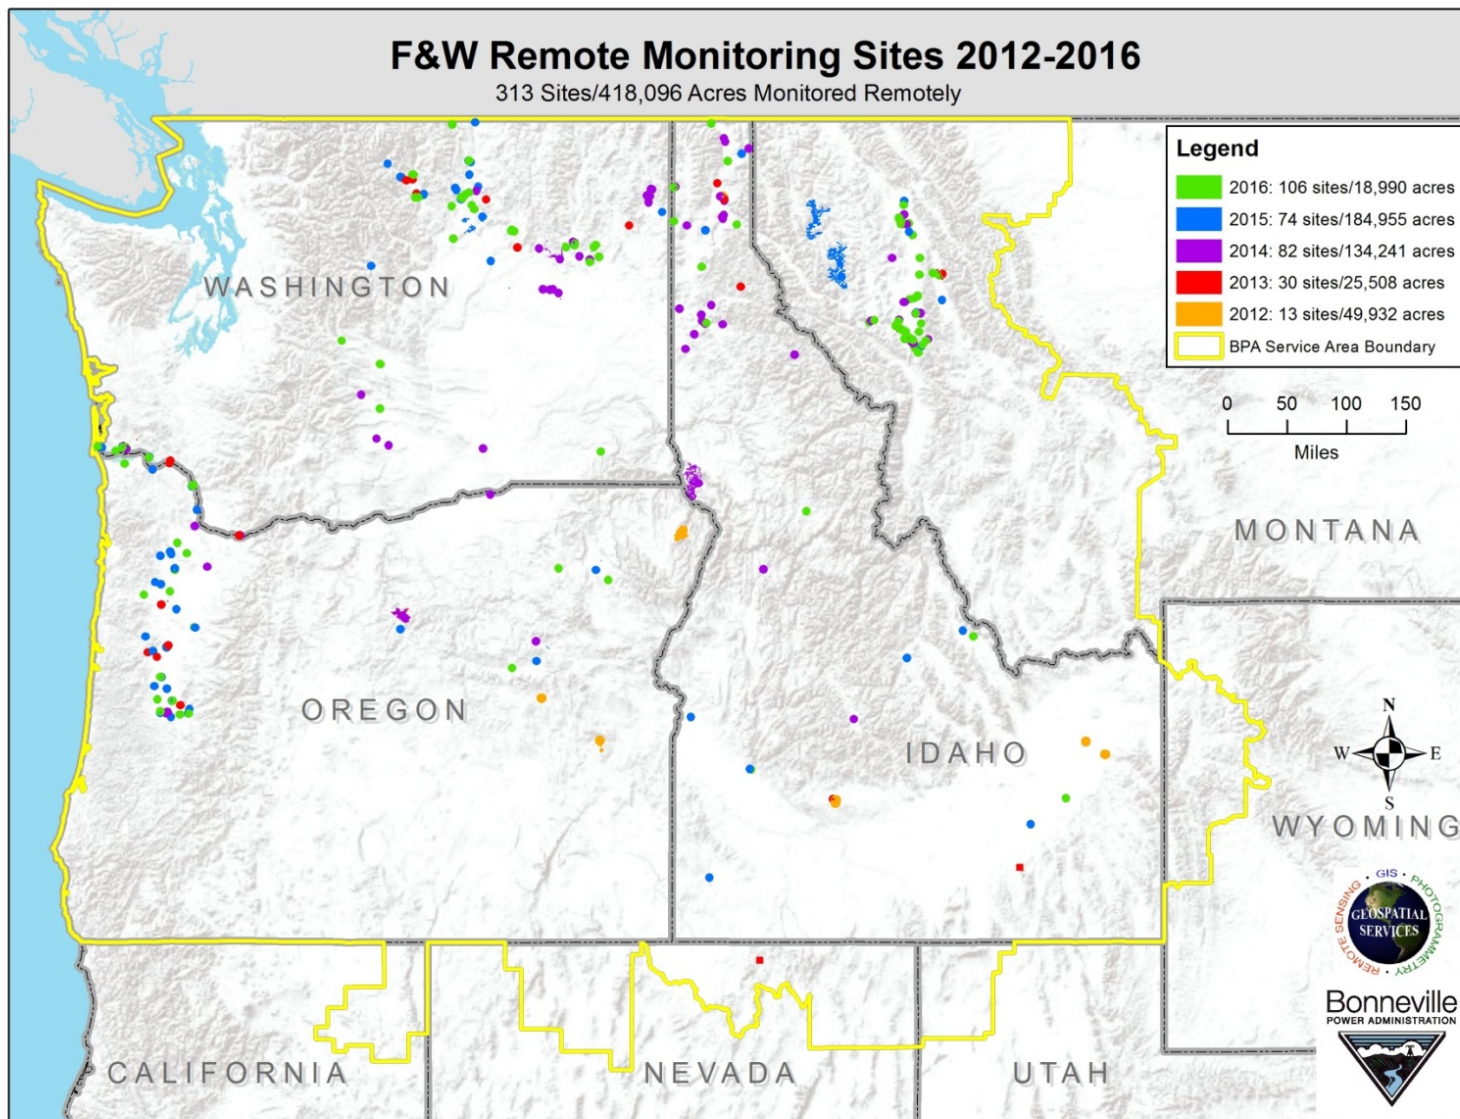 F&W Remote Monitoring Sites 2012-2016
313 Sites/418,096 Acres Monitored Remotely
Legend
2016: 106 sites/18,990 acres
2015: 74 sites/184,955 acres
2014: 82 sites/134,241 acres
2013: 30 sites/25,508 acres
2012: 13 sites/49,932 acres
BPA Service Area Boundary
0 50 100 150
Miles
WASHINGTON
MONTANA
OREGON
IDAHO
WYOMING
N
W E
S
REMOTE SENSING • GIS • PHOTOGRAMMETRY •
GEOSPATIAL
SERVICES
Bonneville
POWER ADMINISTRATION
CALIFORNIA
NEVADA
UTAH